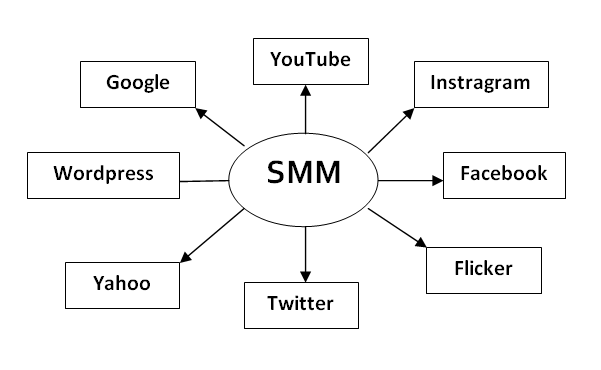 YouTube
Google
Instragram
SMM
Wordpress
Facebook
Yahoo
Flicker
Twitter